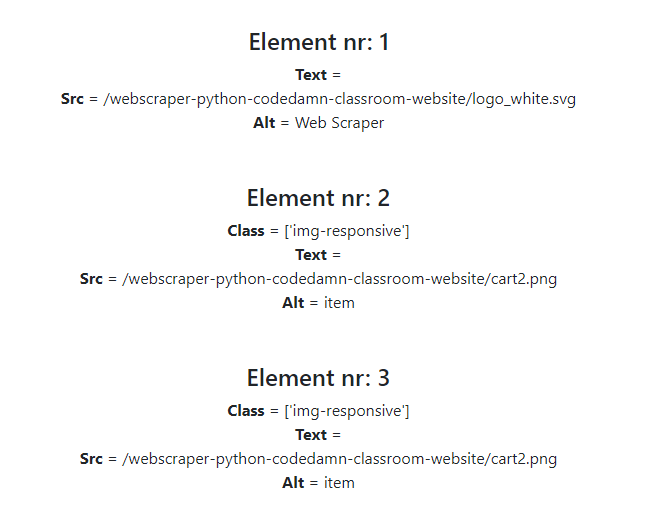 Element nr: 1
Text =
Src = /webscraper-python-codedamn-classroom-website/logo_white.svg
Alt = Web Scraper
Element nr: 2
Class = ['img-responsive']
Text =
Src = /webscraper-python-codedamn-classroom-website/cart2.png
Alt = item
Element nr: 3
Class = ['img-responsive']
Text =
Src = /webscraper-python-codedamn-classroom-website/cart2.png
Alt = item